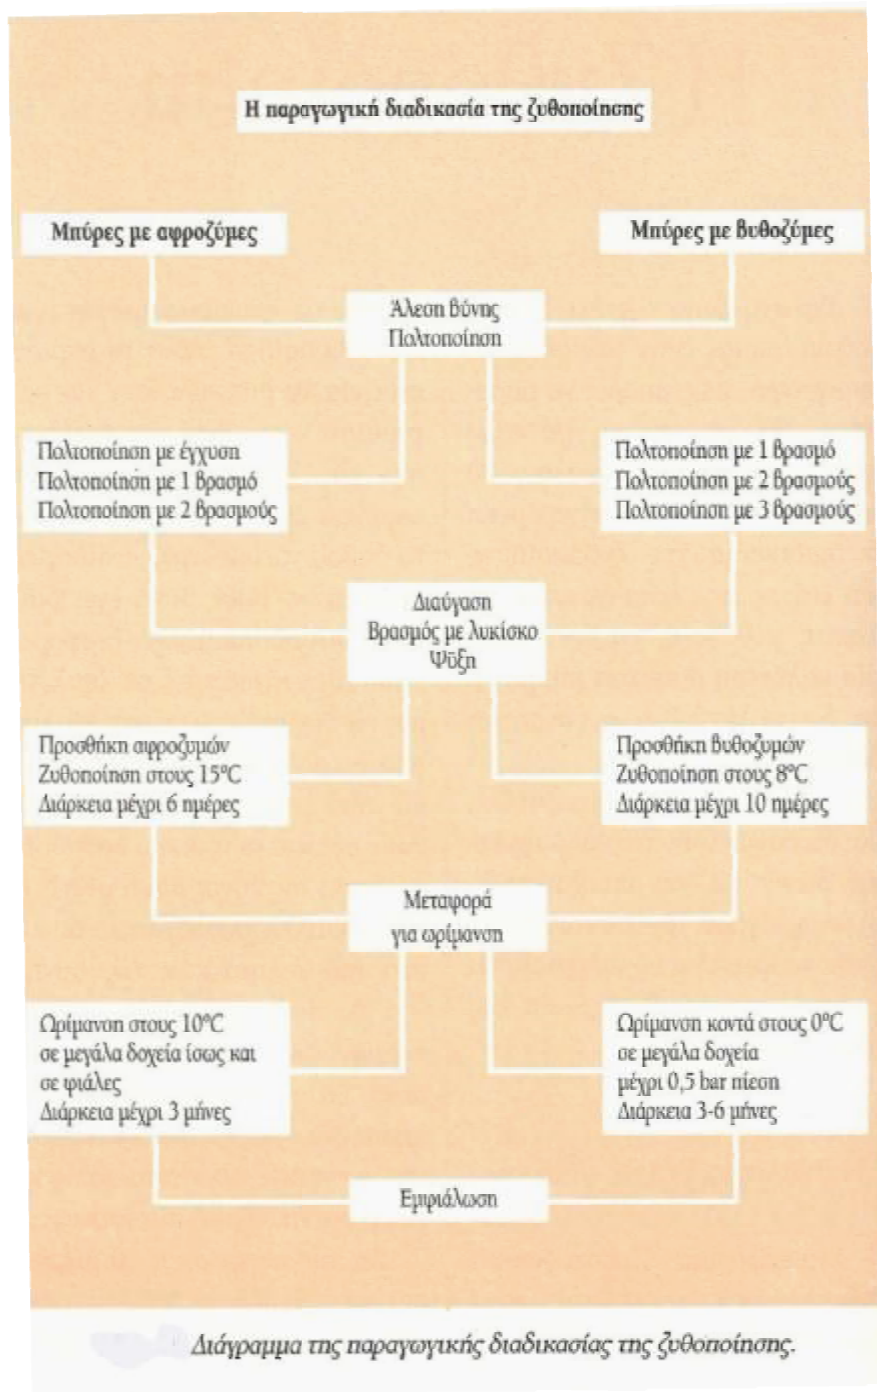 Η παραγωγική διαδικασία της ζυθοποίησης
Μπύρες με αφροζύμες
Μπύρες με βυθοζύμες
Άλεση βύνης
Πολτοποίηση
Πολτοποίηση με έγχυση
Πολτοποίηση με 1 βρασμό
Πολτοποίηση με 2 βρασμούς
Πολτοποίηση με 1 βρασμό
Πολτοποίηση με 2 βρασμούς
Πολτοποίηση με 3 βρασμούς
Διαύγαση
Βρασμός με λυκίσκο
Ψύξη
Προσθήκη αφροζυμών
Ζυθοποίηση στους 15°C
Διάρκεια μέχρι 6 ημέρες
Προσθήκη βυθοζυμών
Ζυθοποίηση στους 8°C
Διάρκεια μέχρι 10 ημέρες
Μεταφορά
για ωρίμανση
Ωρίμανση στους 10°C
σε μεγάλα δοχεία ίσως και
σε φιάλες
Διάρκεια μέχρι 3 μήνες
Ωρίμανση κοντά στους 0°C
σε μεγάλα δοχεία
μέχρι 0,5 bar πίεση
Διάρκεια 3-6 μήνες
Εμφιάλωση
Διάγραμμα της παραγωγικής διαδικασίας της ζυθοποίησης.